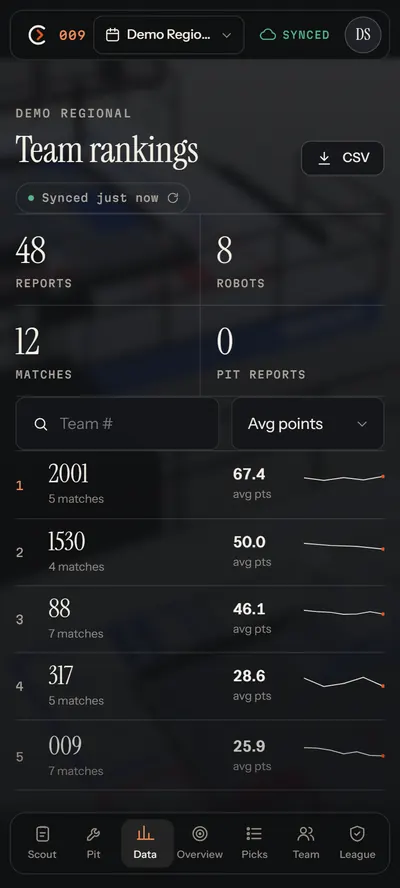 009
Demo Regio...
SYNCED
DS
DEMO REGIONAL
Team rankings
CSV
Synced just now
48
REPORTS
8
ROBOTS
12
MATCHES
0
PIT REPORTS
Team #
Avg points
1
2001
5 matches
67.4
avg pts
2
1530
4 matches
50.0
avg pts
3
88
7 matches
46.1
avg pts
4
317
5 matches
28.6
avg pts
5
009
7 matches
25.9
avg pts
Scout
Pit
Data
Overview
Picks
Team
League